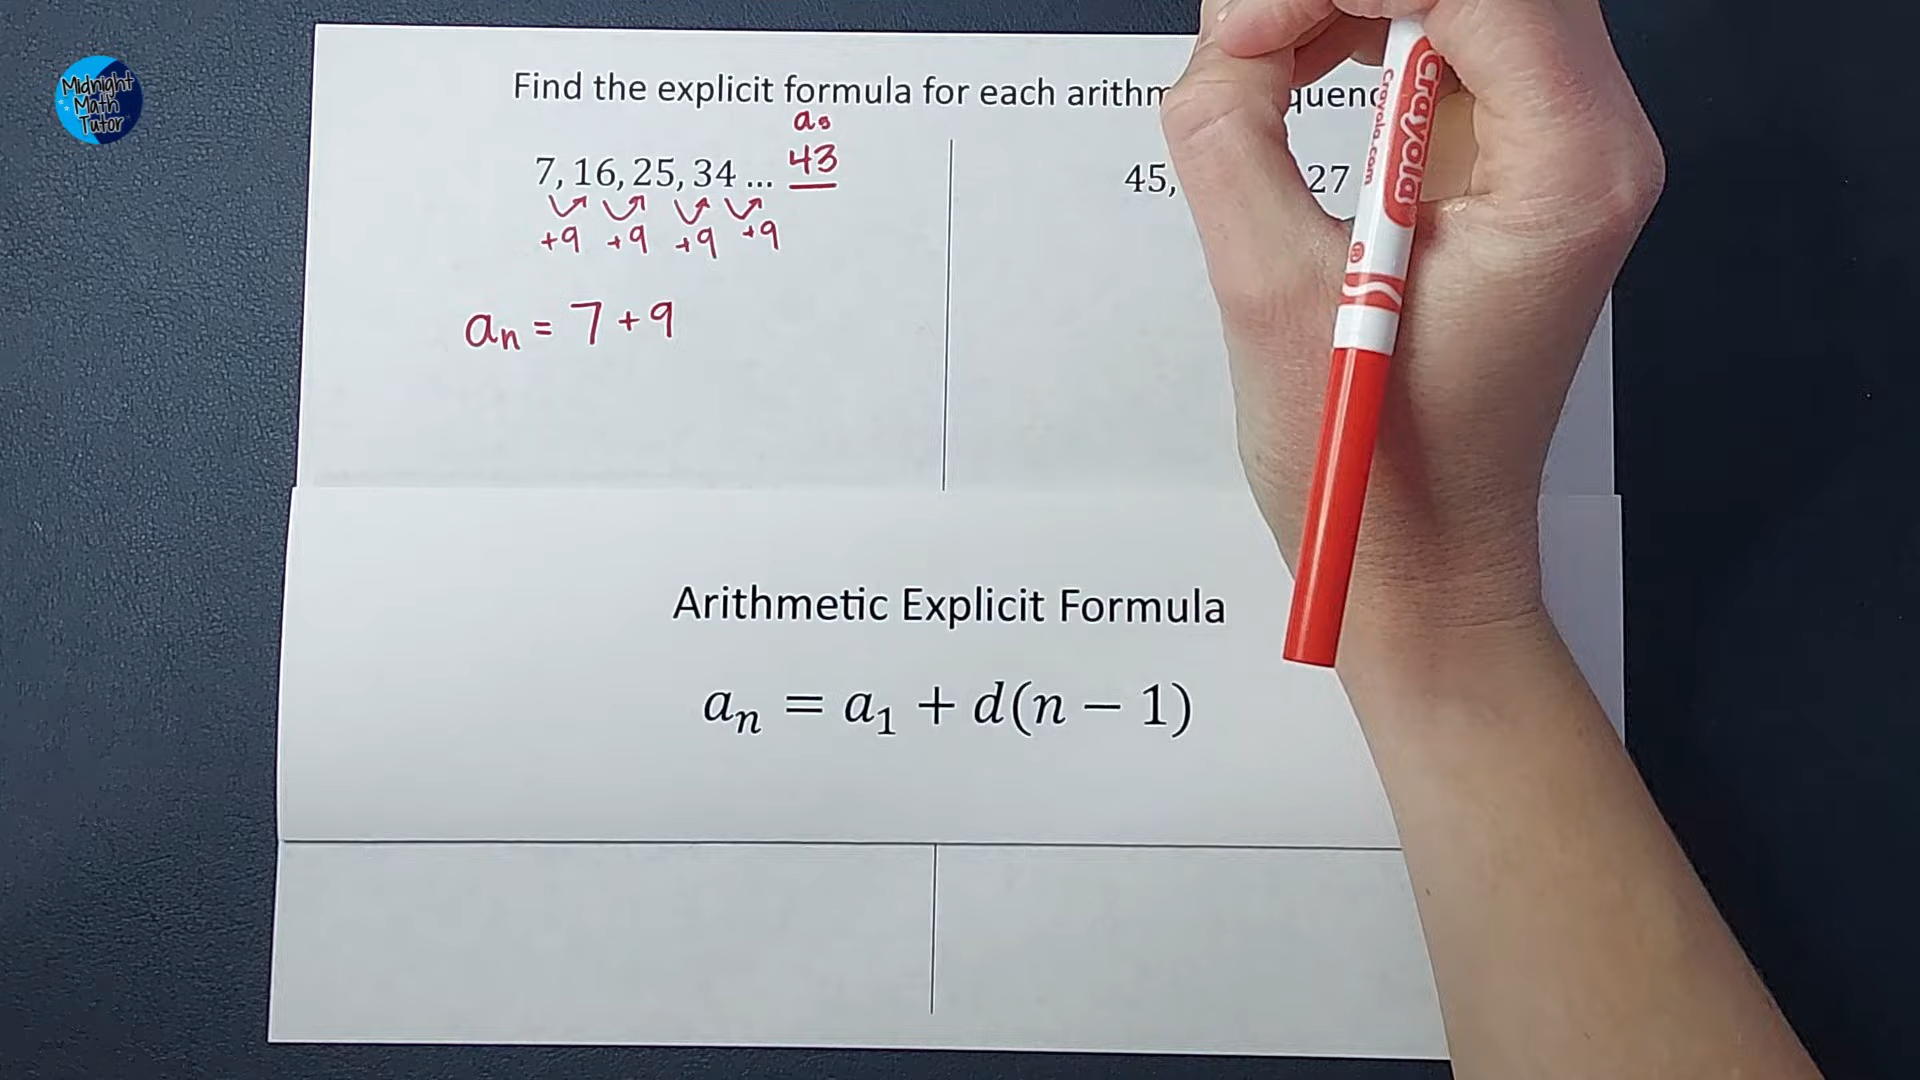 Midnight
Math
Tutor
Find the explicit formula for each arithm quenc
a5
7, 16, 25, 34 ... 43
+9 +9 +9 +9
aₙ = 7 + 9
45, 27
Crayola
Crayola.com
Arithmetic Explicit Formula
aₙ = a₁ + d(n − 1)